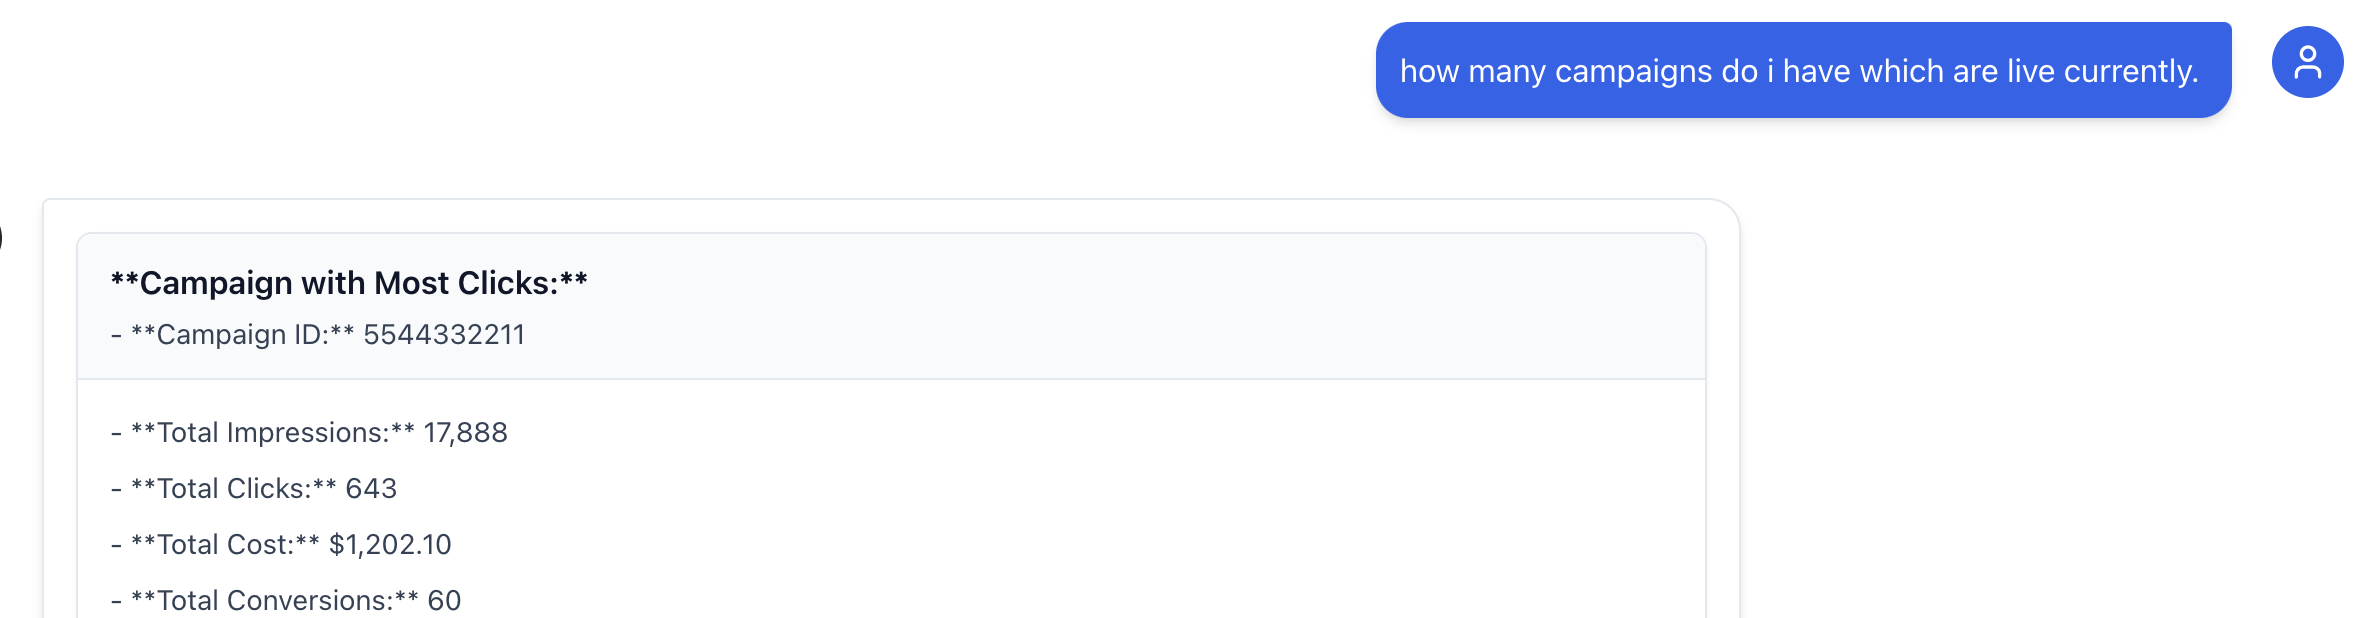 how many campaigns do i have which are live currently.
**Campaign with Most Clicks:**
- **Campaign ID:** 5544332211
- **Total Impressions:** 17,888
- **Total Clicks:** 643
- **Total Cost:** $1,202.10
- **Total Conversions:** 60